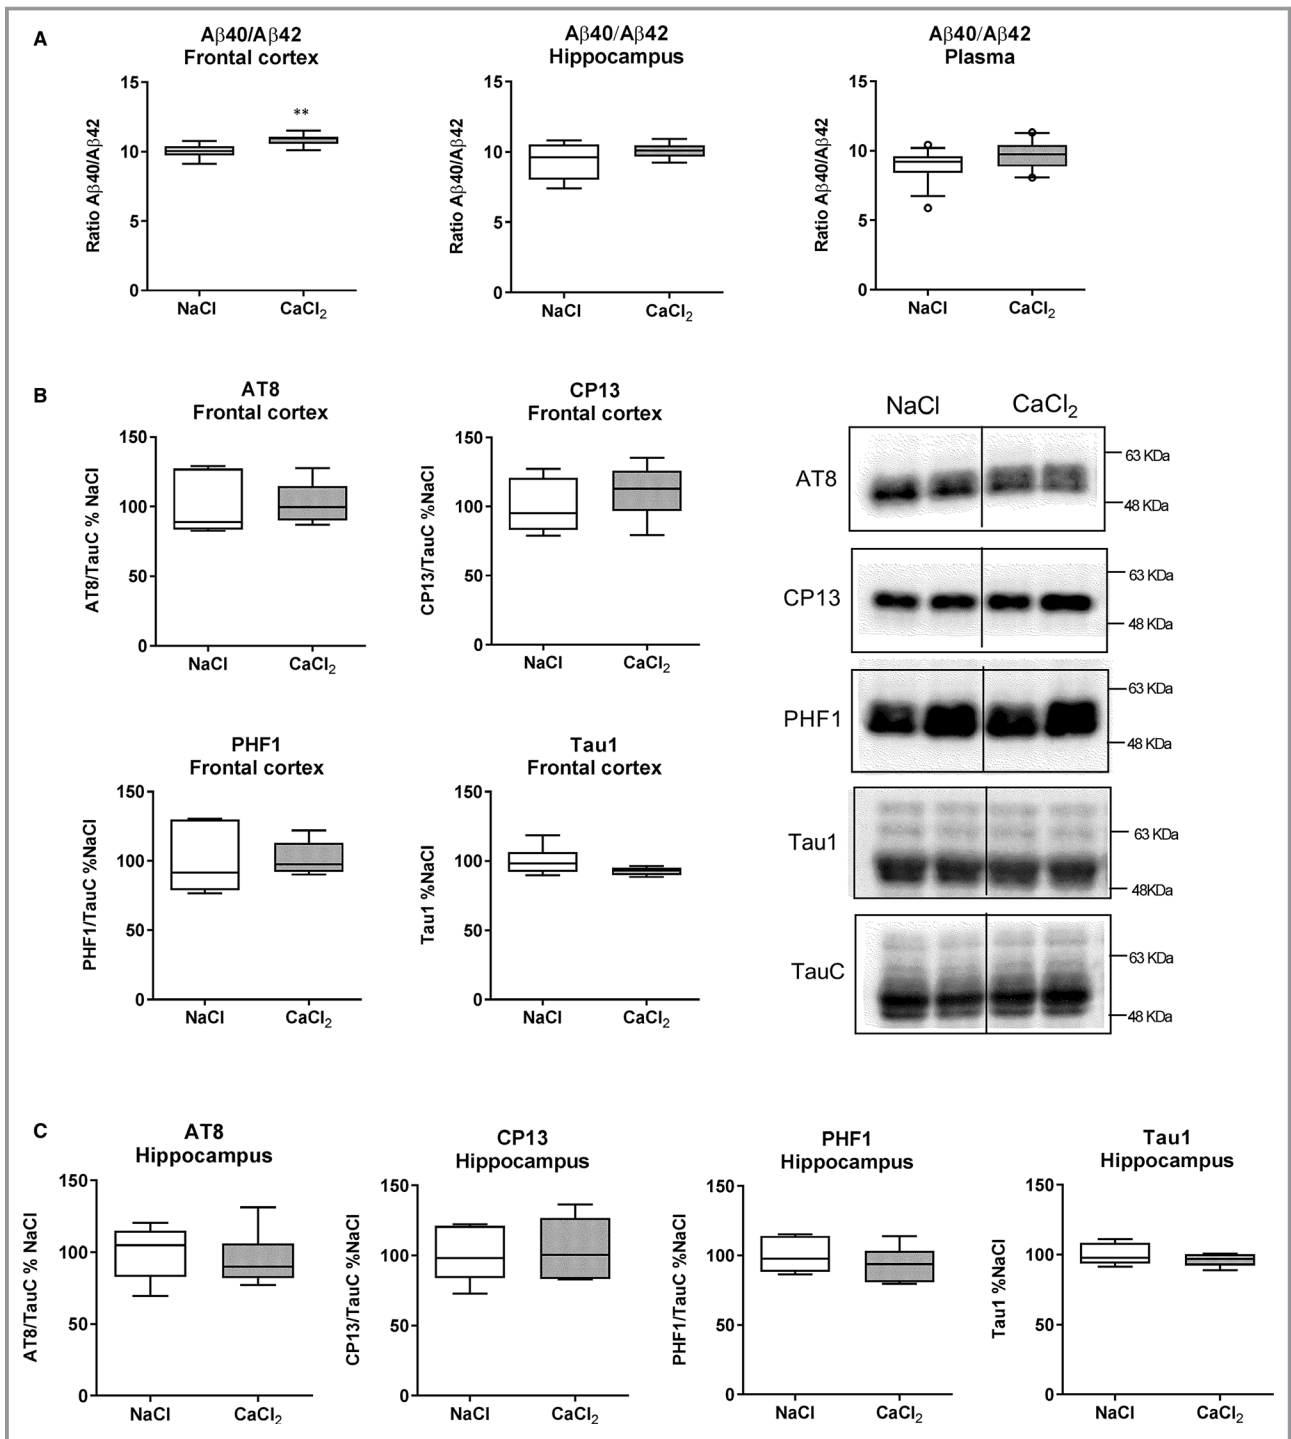 A
Aβ40/Aβ42
Frontal cortex
Ratio Aβ40/Aβ42
15
10
5
0
**
NaCl
CaCl₂
Aβ40/Aβ42
Hippocampus
Ratio Aβ40/Aβ42
15
10
5
0
NaCl
CaCl₂
Aβ40/Aβ42
Plasma
Ratio Aβ40/Aβ42
15
10
5
0
NaCl
CaCl₂
B
AT8
Frontal cortex
AT8/TauC % NaCl
150
100
50
0
NaCl
CaCl₂
CP13
Frontal cortex
CP13/TauC %NaCl
150
100
50
0
NaCl
CaCl₂
PHF1
Frontal cortex
PHF1/TauC %NaCl
150
100
50
0
NaCl
CaCl₂
Tau1
Frontal cortex
Tau1 %NaCl
150
100
50
0
NaCl
CaCl₂
NaCl
CaCl₂
AT8
63 KDa
48 KDa
CP13
63 KDa
48 KDa
PHF1
63 KDa
48 KDa
Tau1
63 KDa
48KDa
TauC
63 KDa
48 KDa
C
AT8
Hippocampus
AT8/TauC % NaCl
150
100
50
0
NaCl
CaCl₂
CP13
Hippocampus
CP13/TauC %NaCl
150
100
50
0
NaCl
CaCl₂
PHF1
Hippocampus
PHF1/TauC %NaCl
150
100
50
0
NaCl
CaCl₂
Tau1
Hippocampus
Tau1 %NaCl
150
100
50
0
NaCl
CaCl₂